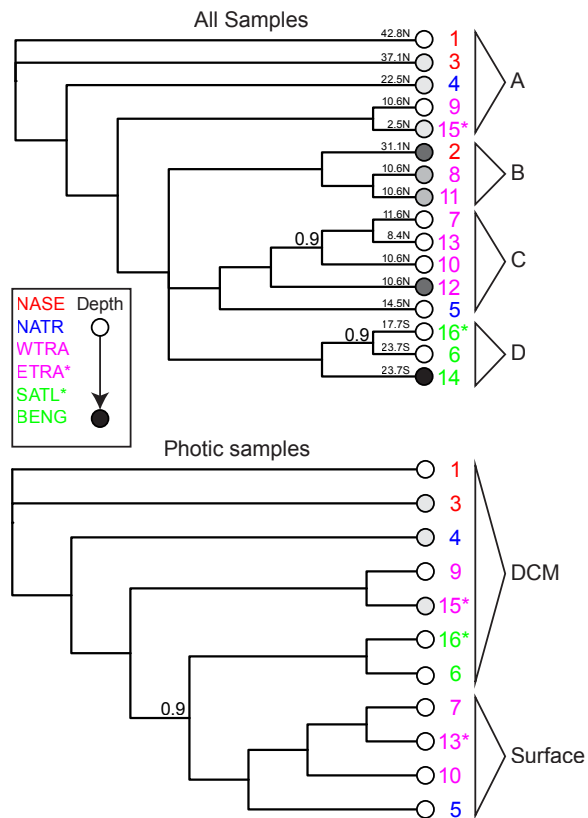 All Samples
42.8N 1
37.1N 3
22.5N 4
A
10.6N 9
2.5N 15*
31.1N 2
10.6N 8
B
10.6N 11
11.6N 7
0.9 8.4N 13
10.6N 10
C
10.6N 12
14.5N 5
0.9 17.7S 16*
23.7S 6
D
23.7S 14
NASE Depth
NATR
WTRA
ETRA*
SATL*
BENG
Photic samples
1
3
4
9
DCM
15*
16*
6
0.9 7
13*
Surface
10
5